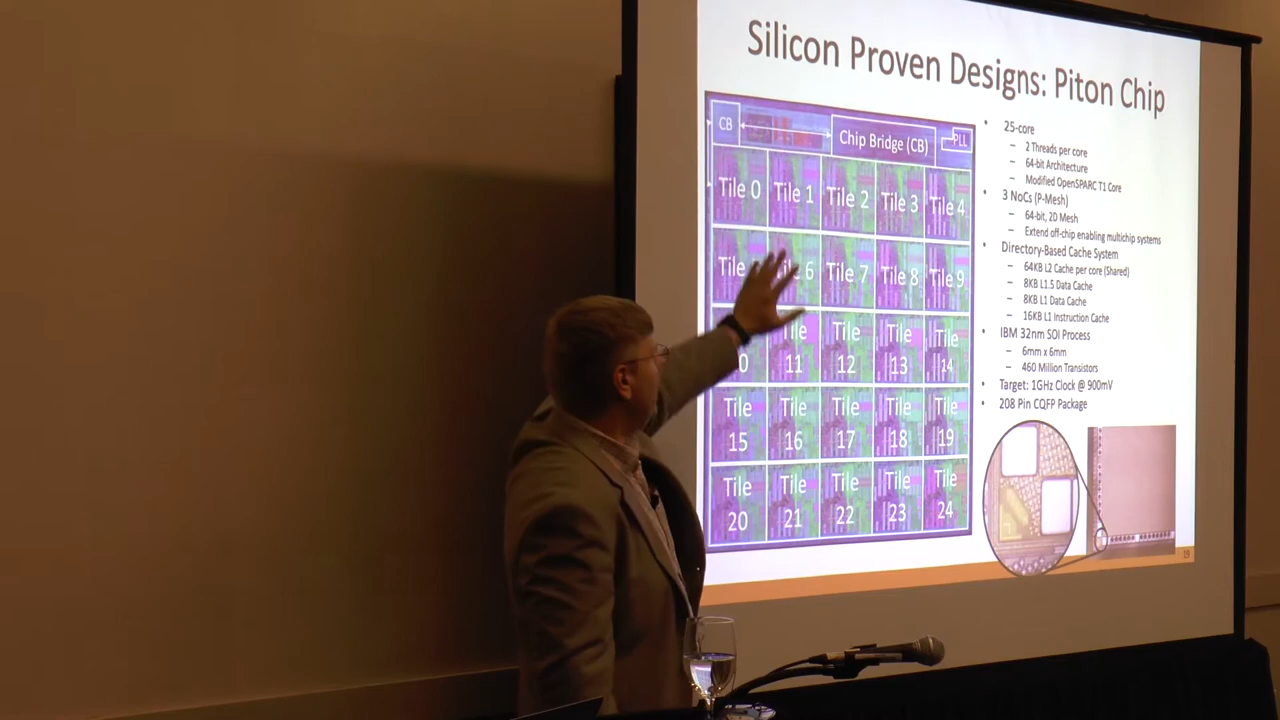 Silicon Proven Designs: Piton Chip
CB
Chip Bridge (CB)
PLL
Tile 0
Tile 1
Tile 2
Tile 3
Tile 4
Tile
6
Tile 7
Tile 8
Tile 9
0
Tile
11
Tile
12
Tile
13
Tile
14
Tile
15
Tile
16
Tile
17
Tile
18
Tile
19
Tile
20
Tile
21
Tile
22
Tile
23
Tile
24
• 25-core
– 2 Threads per core
– 64-bit Architecture
– Modified OpenSPARC T1 Core
• 3 NoCs (P-Mesh)
– 64-bit, 2D Mesh
– Extend off-chip enabling multichip systems
• Directory-Based Cache System
– 64KB L2 Cache per core (Shared)
– 8KB L1.5 Data Cache
– 8KB L1 Data Cache
– 16KB L1 Instruction Cache
• IBM 32nm SOI Process
– 6mm x 6mm
– 460 Million Transistors
• Target: 1GHz Clock @ 900mV
• 208 Pin CQFP Package
19